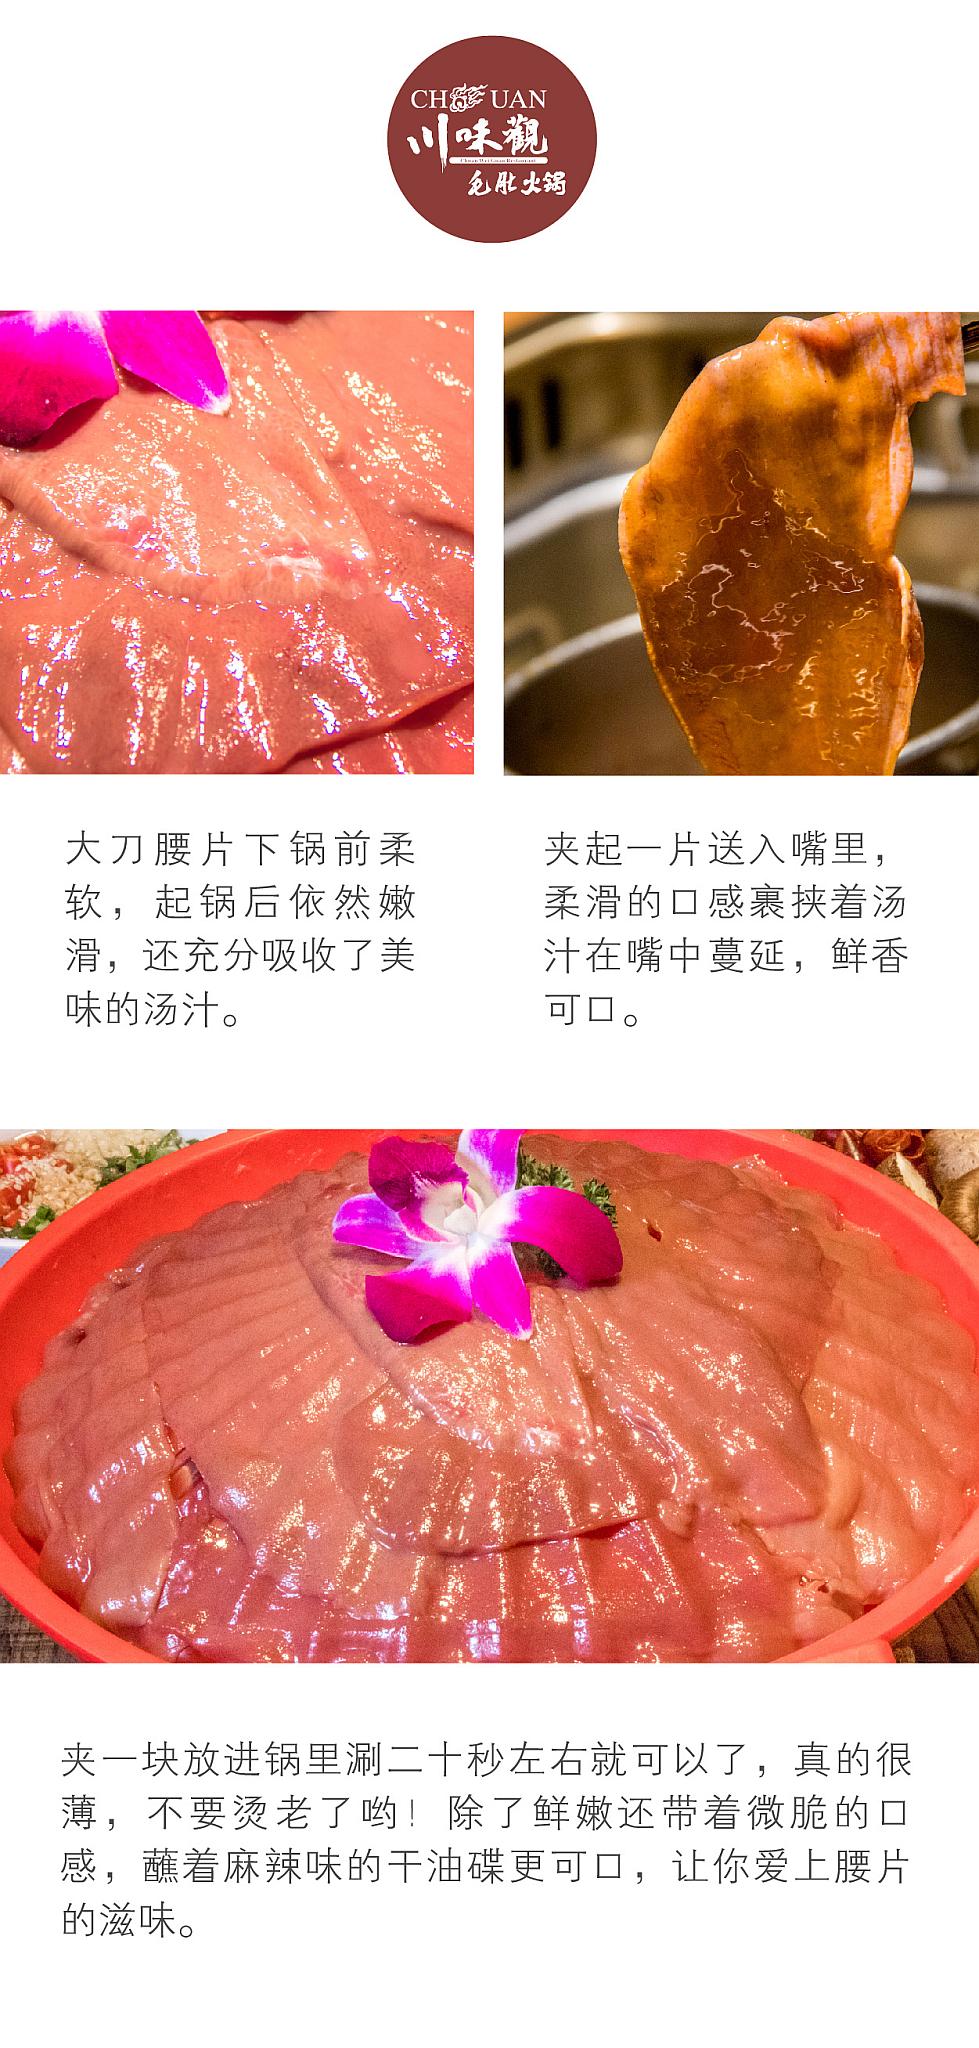 CH UAN
川味觀
Chuan Wei Guan Restaurant
毛肚火锅
大刀腰片下锅前柔
软，起锅后依然嫩
滑，还充分吸收了美
味的汤汁。
夹起一片送入嘴里，
柔滑的口感裹挟着汤
汁在嘴中蔓延，鲜香
可口。
夹一块放进锅里涮二十秒左右就可以了，真的很
薄，不要烫老了哟！除了鲜嫩还带着微脆的口
感，蘸着麻辣味的干油碟更可口，让你爱上腰片
的滋味。